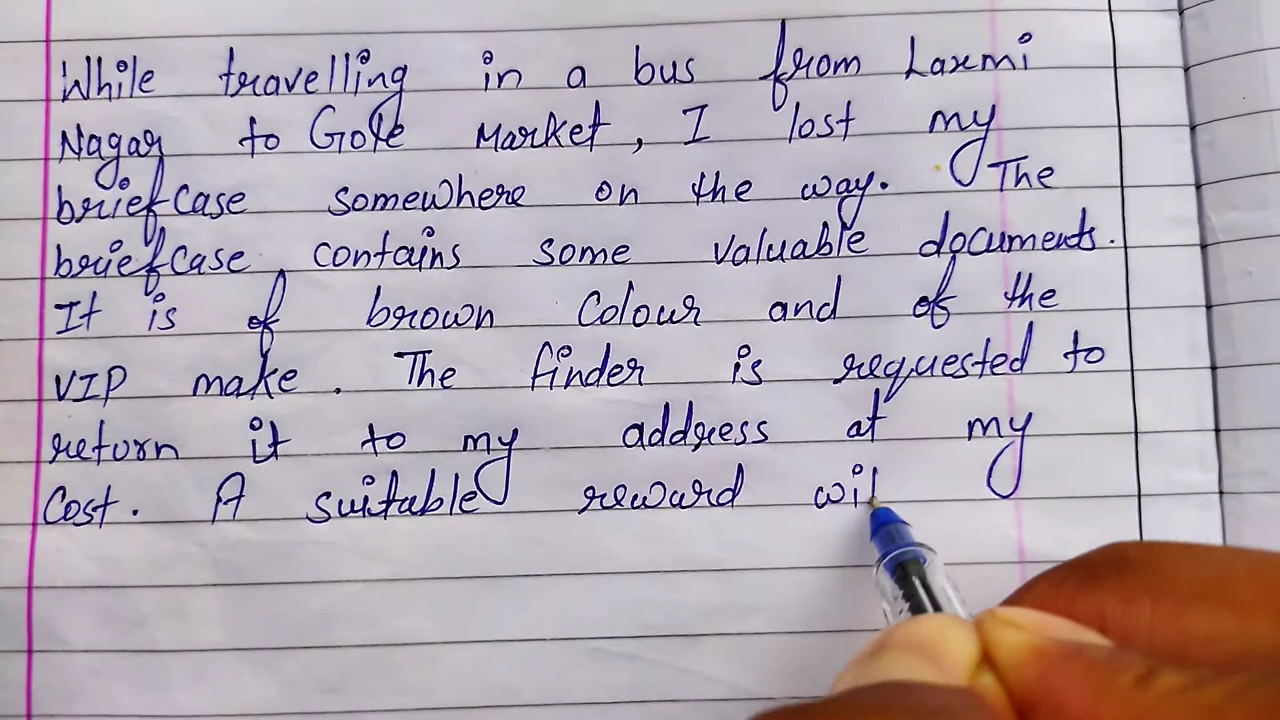 While travelling in a bus from Laxmi
Nagar to Gole Market, I lost my
briefcase somewhere on the way. The
briefcase contains some valuable documents.
It is of brown Colour and of the
VIP make. The finder is requested to
return it to my address at my
Cost. A suitable reward wil